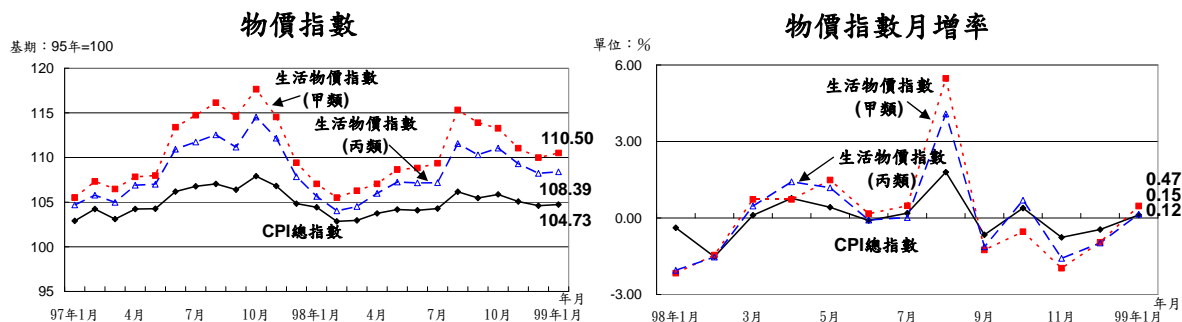 物價指數
基期：95年=100
120
115
110
105
100
95
生活物價指數
(甲類)
生活物價指數
(丙類)
CPI總指數
110.50
108.39
104.73
年月
97年1月 4月 7月 10月 98年1月 4月 7月 10月 99年1月
物價指數月增率
單位：%
6.00
3.00
0.00
-3.00
生活物價指數
(甲類)
生活物價指數
(丙類)
CPI總指數
0.47
0.15
0.12
年月
98年1月 3月 5月 7月 9月 11月 99年1月